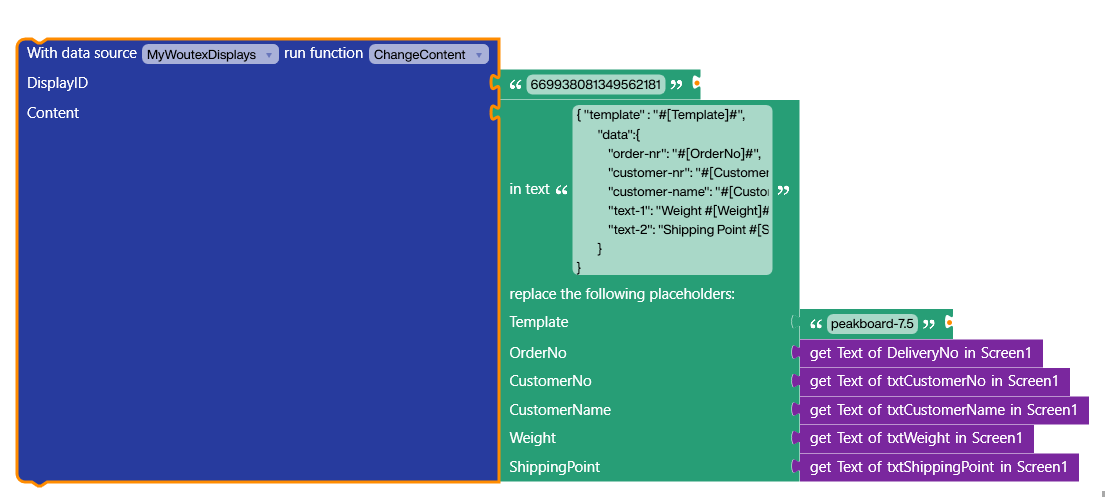 With data source MyWoutexDisplays run function ChangeContent
DisplayID
“ 669938081349562181 ”
Content
in text “
{ "template" : "#[Template]#",
"data":{
"order-nr": "#[OrderNo]#",
"customer-nr": "#[Customer
"customer-name": "#[Custo
"text-1": "Weight #[Weight]#
"text-2": "Shipping Point #[S
}
}
”
replace the following placeholders:
Template “ peakboard-7.5 ”
OrderNo get Text of DeliveryNo in Screen1
CustomerNo get Text of txtCustomerNo in Screen1
CustomerName get Text of txtCustomerName in Screen1
Weight get Text of txtWeight in Screen1
ShippingPoint get Text of txtShippingPoint in Screen1